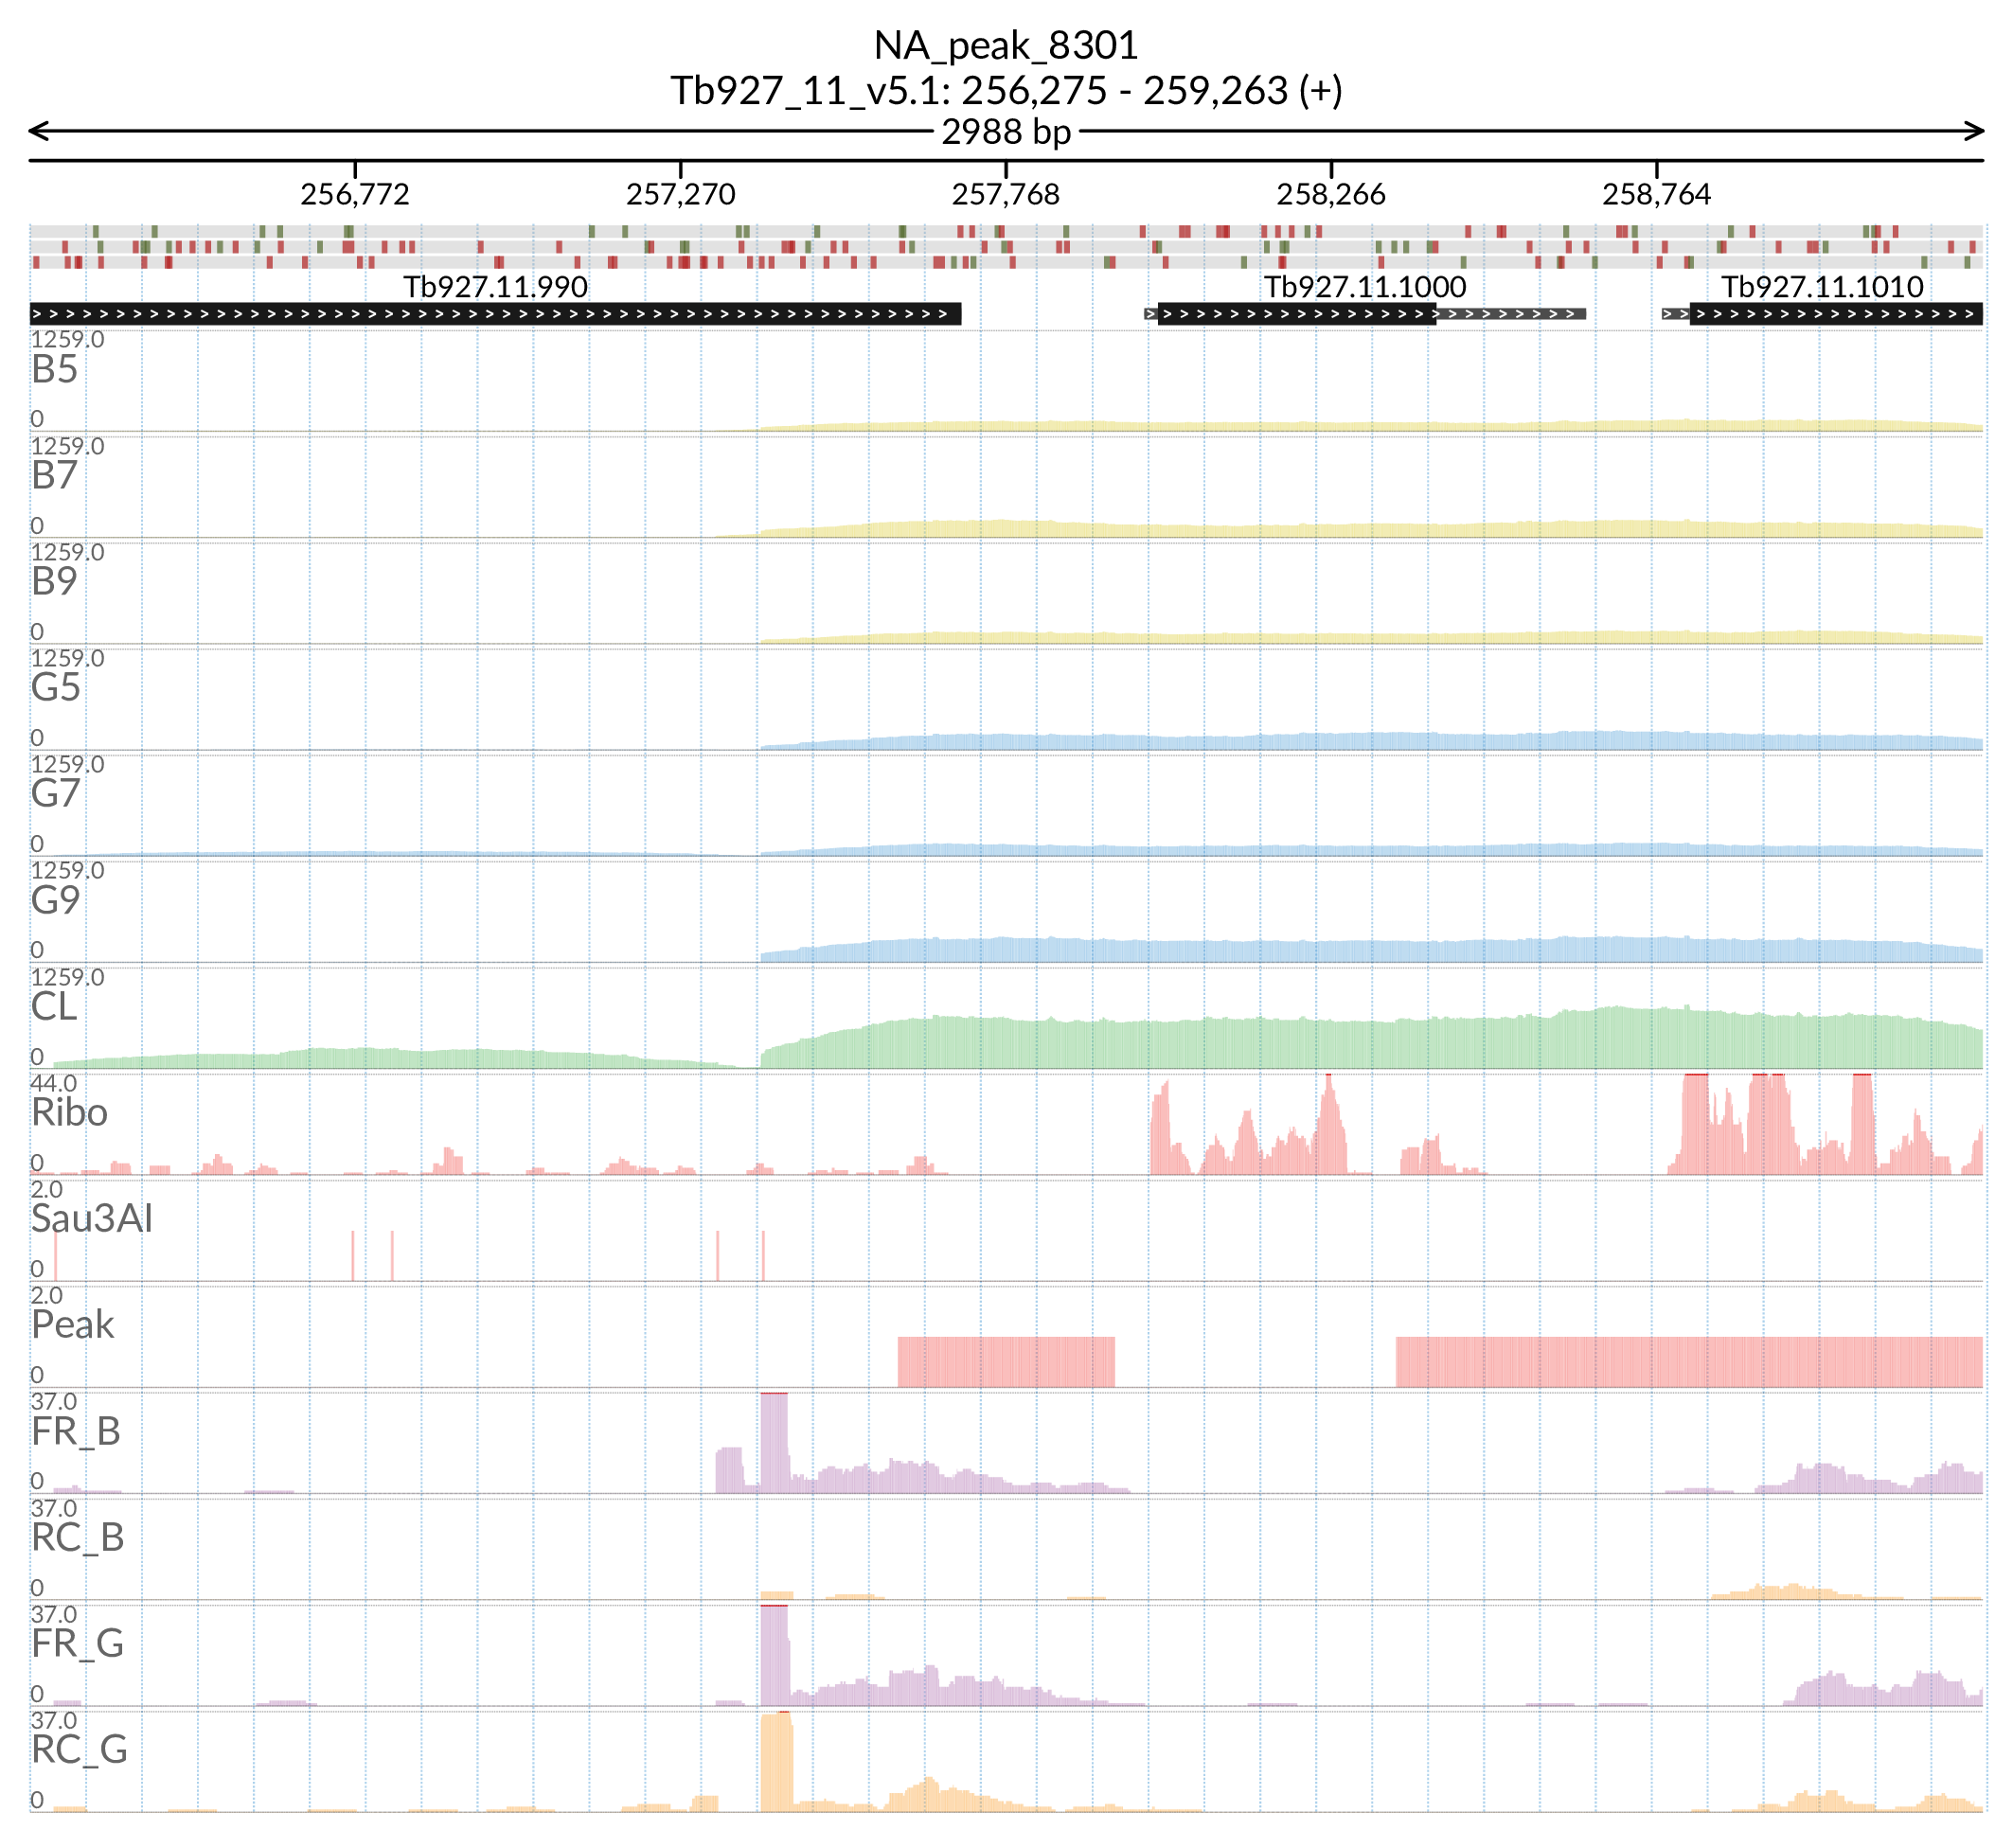 NA_peak_8301
Tb927_11_v5.1: 256,275 - 259,263 (+)
2988 bp
256,772 257,270 257,768 258,266 258,764
Tb927.11.990 Tb927.11.1000 Tb927.11.1010
1259.0
B5
0
1259.0
B7
0
1259.0
B9
0
1259.0
G5
0
1259.0
G7
0
1259.0
G9
0
1259.0
CL
0
44.0
Ribo
0
2.0
Sau3AI
0
2.0
Peak
0
37.0
FR_B
0
37.0
RC_B
0
37.0
FR_G
0
37.0
RC_G
0